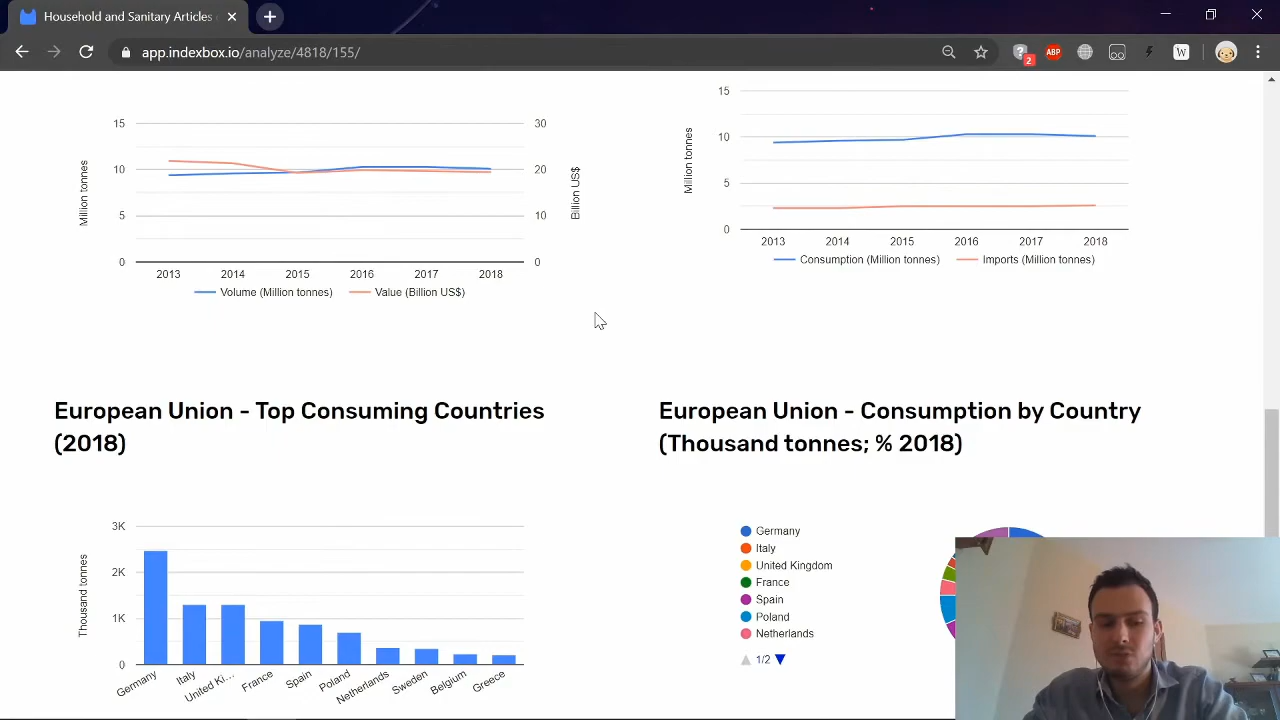 Household and Sanitary Articles
app.indexbox.io/analyze/4818/155/
2
ABP
W
15
10
5
0
Million tonnes
30
20
10
0
Billion US$
2013 2014 2015 2016 2017 2018
Volume (Million tonnes) Value (Billion US$)
15
10
5
0
Million tonnes
2013 2014 2015 2016 2017 2018
Consumption (Million tonnes) Imports (Million tonnes)
European Union - Top Consuming Countries
(2018)
3K
2K
1K
0
Thousand tonnes
Germany Italy United Ki... France Spain Poland Netherlands Sweden Belgium Greece
European Union - Consumption by Country
(Thousand tonnes; % 2018)
Germany
Italy
United Kingdom
France
Spain
Poland
Netherlands
1/2